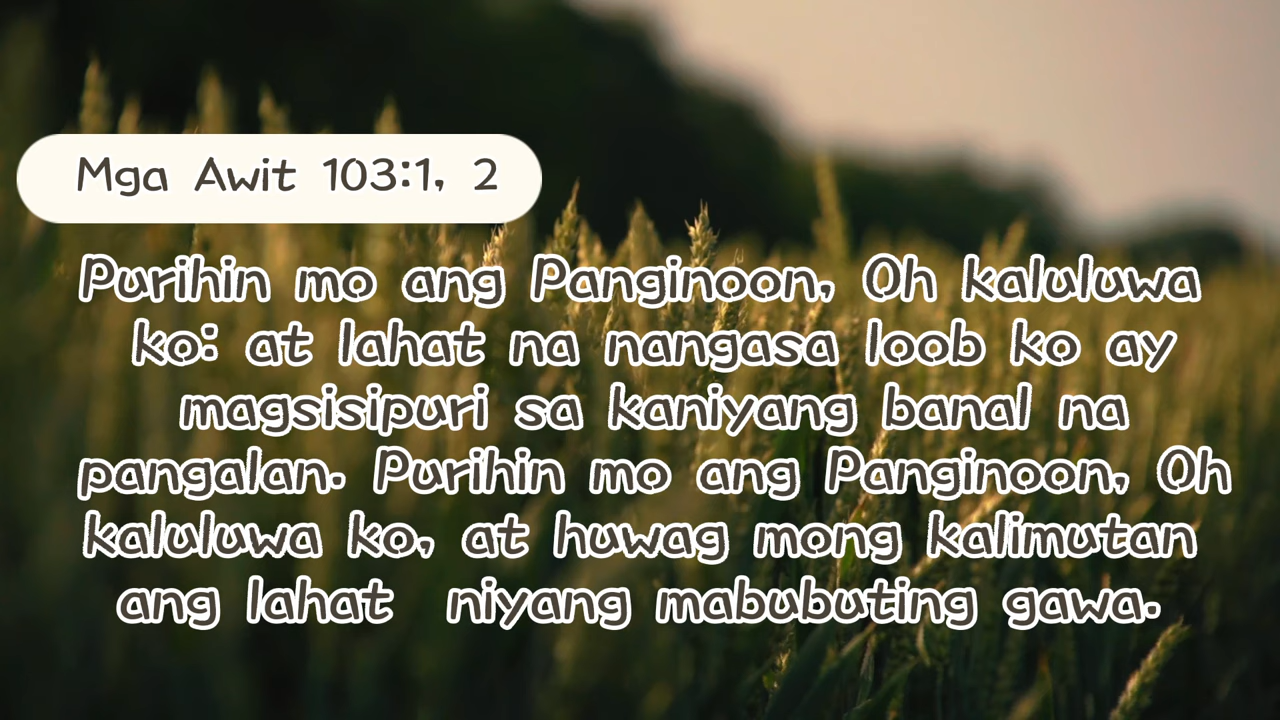 Mga Awit 103:1, 2
Purihin mo ang Panginoon, Oh kaluluwa
ko: at lahat na nangasa loob ko ay
magsisipuri sa kaniyang banal na
pangalan. Purihin mo ang Panginoon, Oh
kaluluwa ko, at huwag mong kalimutan
ang lahat niyang mabubuting gawa.